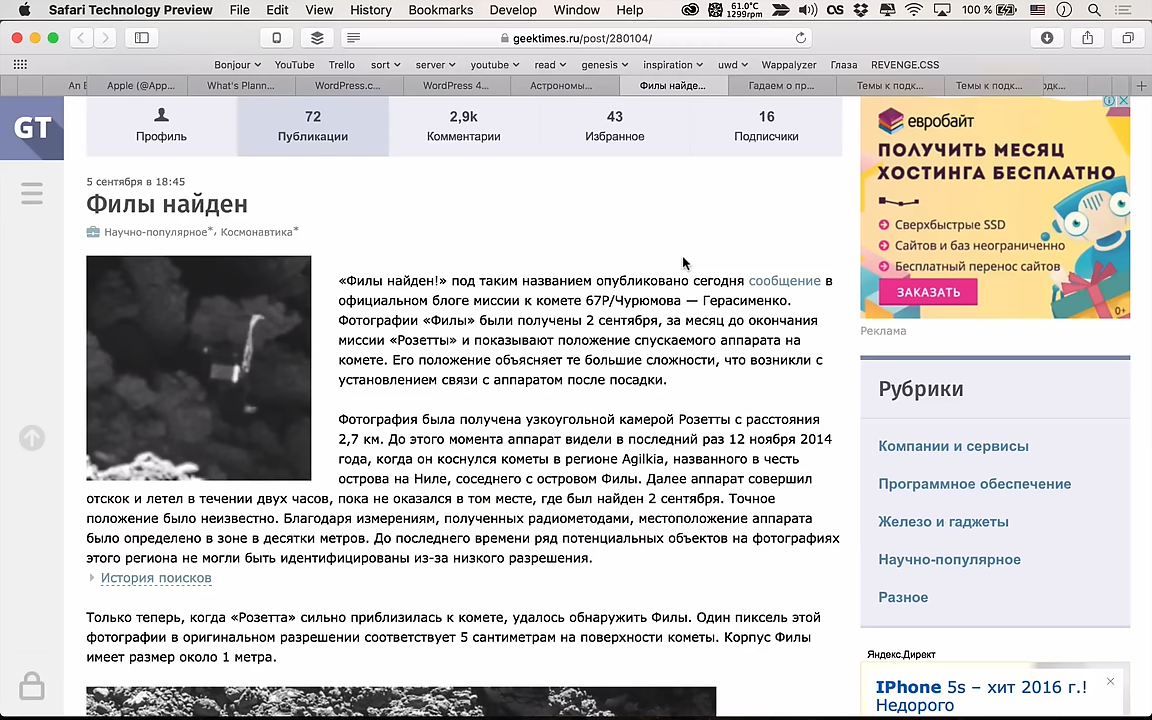 Safari Technology Preview File Edit View History Bookmarks Develop Window Help 61.0°C 1299rpm 100 %
geektimes.ru/post/280104/
Bonjour YouTube Trello sort server youtube read genesis inspiration uwd Wappalyzer Глаза REVENGE.CSS
An E Apple (@App... What's Plann... WordPress.c... WordPress 4... Астрономы... Филы найде... Гадаем о пр... Темы к подк... Темы к подк... эдк...
GT
Профиль
72
Публикации
2,9k
Комментарии
43
Избранное
16
Подписчики
5 сентября в 18:45
Филы найден
Научно-популярное*, Космонавтика*
«Филы найден!» под таким названием опубликовано сегодня сообщение в
официальном блоге миссии к комете 67P/Чурюмова — Герасименко.
Фотографии «Филы» были получены 2 сентября, за месяц до окончания
миссии «Розетты» и показывают положение спускаемого аппарата на
комете. Его положение объясняет те большие сложности, что возникли с
установлением связи с аппаратом после посадки.
Фотография была получена узкоугольной камерой Розетты с расстояния
2,7 км. До этого момента аппарат видели в последний раз 12 ноября 2014
года, когда он коснулся кометы в регионе Agilkia, названного в честь
острова на Ниле, соседнего с островом Филы. Далее аппарат совершил
отскок и летел в течении двух часов, пока не оказался в том месте, где был найден 2 сентября. Точное
положение было неизвестно. Благодаря измерениям, полученных радиометодами, местоположение аппарата
было определено в зоне в десятки метров. До последнего времени ряд потенциальных объектов на фотографиях
этого региона не могли быть идентифицированы из-за низкого разрешения.
История поисков
Только теперь, когда «Розетта» сильно приблизилась к комете, удалось обнаружить Филы. Один пиксель этой
фотографии в оригинальном разрешении соответствует 5 сантиметрам на поверхности кометы. Корпус Филы
имеет размер около 1 метра.
евробайт
ПОЛУЧИТЬ МЕСЯЦ
ХОСТИНГА БЕСПЛАТНО
Сверхбыстрые SSD
Сайтов и баз неограниченно
Бесплатный перенос сайтов
ЗАКАЗАТЬ
0+
Реклама
Рубрики
Компании и сервисы
Программное обеспечение
Железо и гаджеты
Научно-популярное
Разное
Яндекс.Директ
IPhone 5s – хит 2016 г.!
Недорого